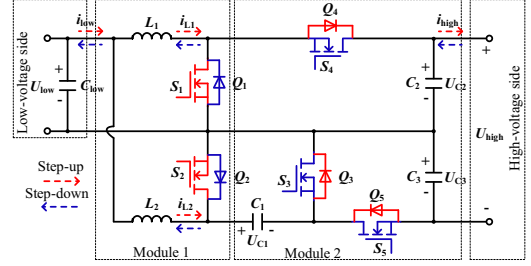 i_low
L_1
i_L1
Q_4
i_high
S_4
+
Low-voltage side
U_low
+
-
C_low
S_1
Q_1
C_2
+
-
U_C2
U_high
High-voltage side
Step-up
Step-down
S_2
Q_2
S_3
Q_3
C_3
+
-
U_C3
L_2
i_L2
C_1
+
-
U_C1
Q_5
S_5
-
Module 1
Module 2